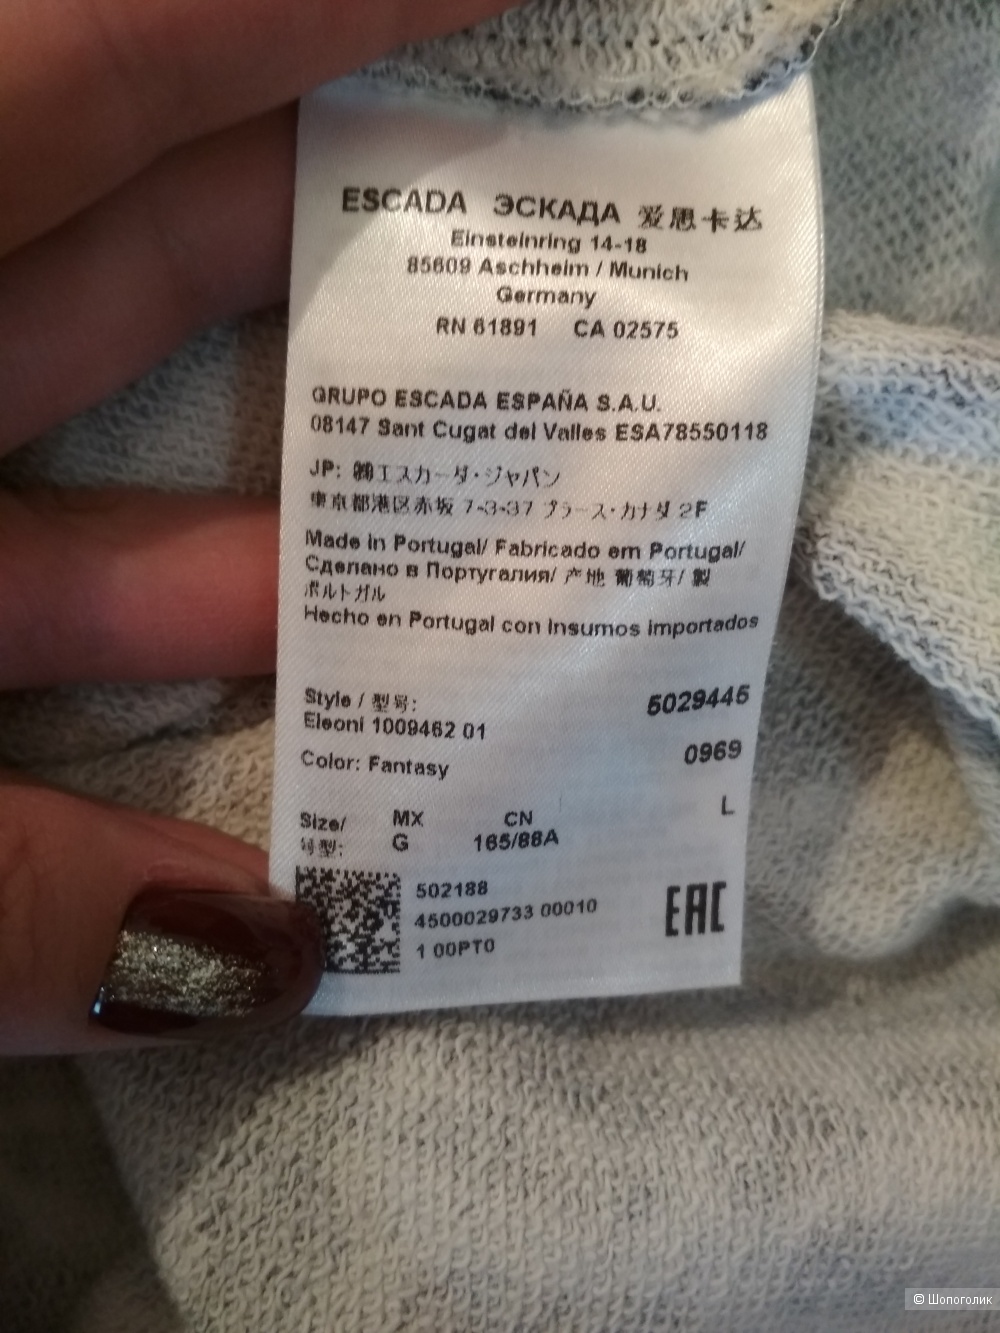 ESCADA ЭСКАДА 爱思卡达
Einsteinring 14-18
85609 Aschheim / Munich
Germany
RN 61891 CA 02575
GRUPO ESCADA ESPAÑA S.A.U.
08147 Sant Cugat del Valles ESA78550118
JP: ㈱エスカーダ・ジャパン
東京都港区赤坂 7-3-37 プラース・カナダ 2F
Made in Portugal/ Fabricado em Portugal/
Сделано в Португалия/ 产地 葡萄牙/ 製
ポルトガル
Hecho en Portugal con Insumos importados
Style / 型号: 5029445
Eleoni 1009462 01
Color: Fantasy 0969
L
Size/ MX CN
号型: G 165/88A
502188
4500029733 00010
1 00PT0
EAC
© Шопоголик